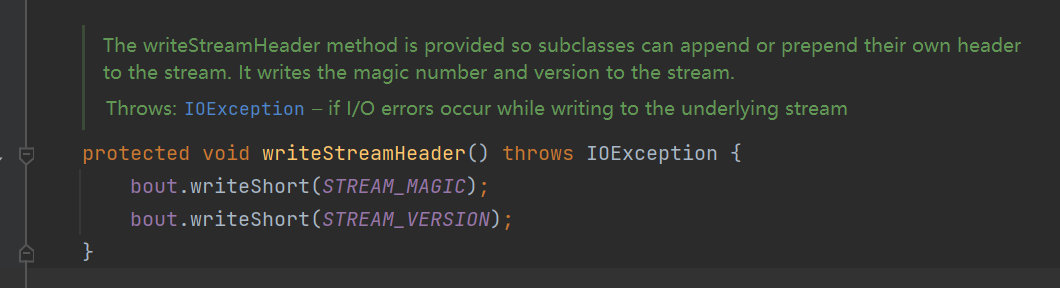 The writeStreamHeader method is provided so subclasses can append or prepend their own header
to the stream. It writes the magic number and version to the stream.
Throws: IOException – if I/O errors occur while writing to the underlying stream
protected void writeStreamHeader() throws IOException {
bout.writeShort(STREAM_MAGIC);
bout.writeShort(STREAM_VERSION);
}